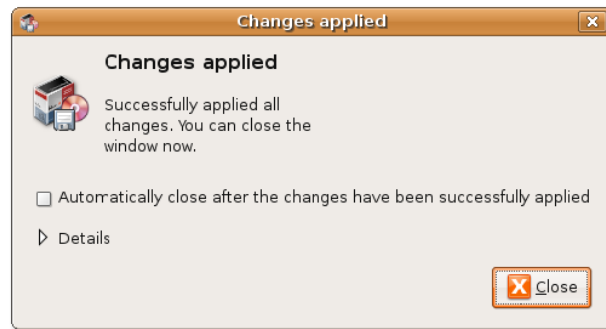 Changes applied
Changes applied
Successfully applied all
changes. You can close the
window now.
Automatically close after the changes have been successfully applied
Details
Close